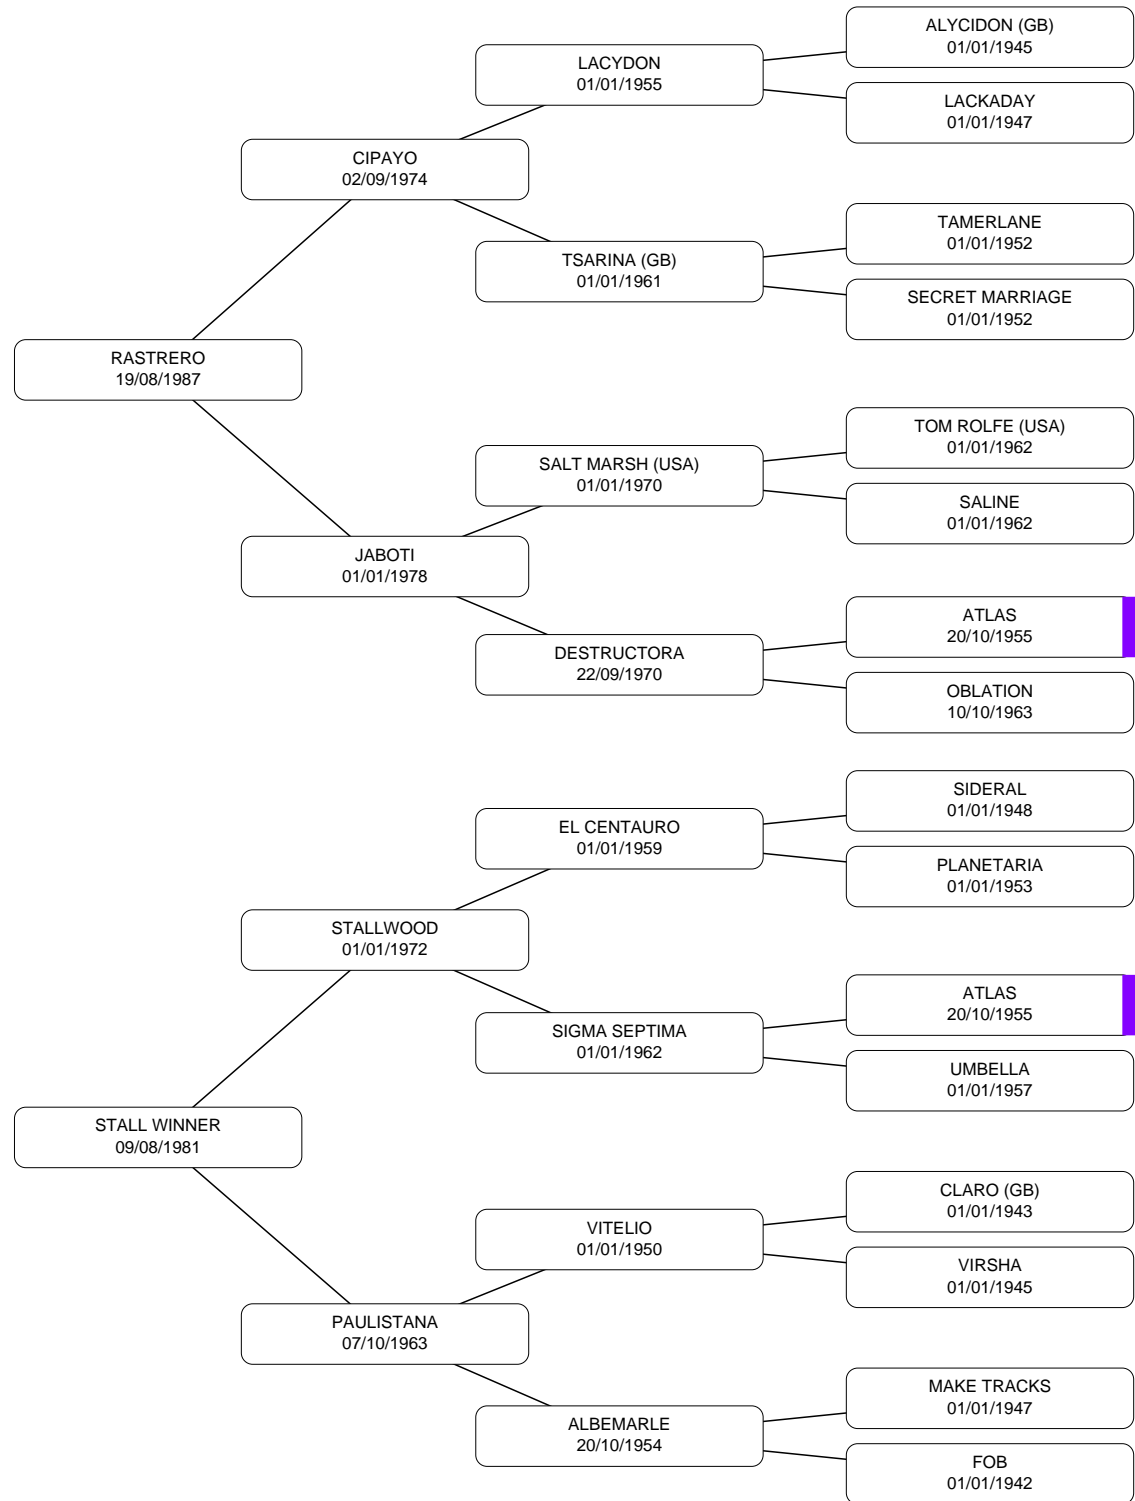 ALYCIDON (GB)
01/01/1945
LACYDON
01/01/1955
LACKADAY
01/01/1947
CIPAYO
02/09/1974
TAMERLANE
01/01/1952
TSARINA (GB)
01/01/1961
SECRET MARRIAGE
01/01/1952
RASTRERO
19/08/1987
TOM ROLFE (USA)
01/01/1962
SALT MARSH (USA)
01/01/1970
SALINE
01/01/1962
JABOTI
01/01/1978
ATLAS
20/10/1955
DESTRUCTORA
22/09/1970
OBLATION
10/10/1963
SIDERAL
01/01/1948
EL CENTAURO
01/01/1959
PLANETARIA
01/01/1953
STALLWOOD
01/01/1972
ATLAS
20/10/1955
SIGMA SEPTIMA
01/01/1962
UMBELLA
01/01/1957
STALL WINNER
09/08/1981
CLARO (GB)
01/01/1943
VITELIO
01/01/1950
VIRSHA
01/01/1945
PAULISTANA
07/10/1963
MAKE TRACKS
01/01/1947
ALBEMARLE
20/10/1954
FOB
01/01/1942